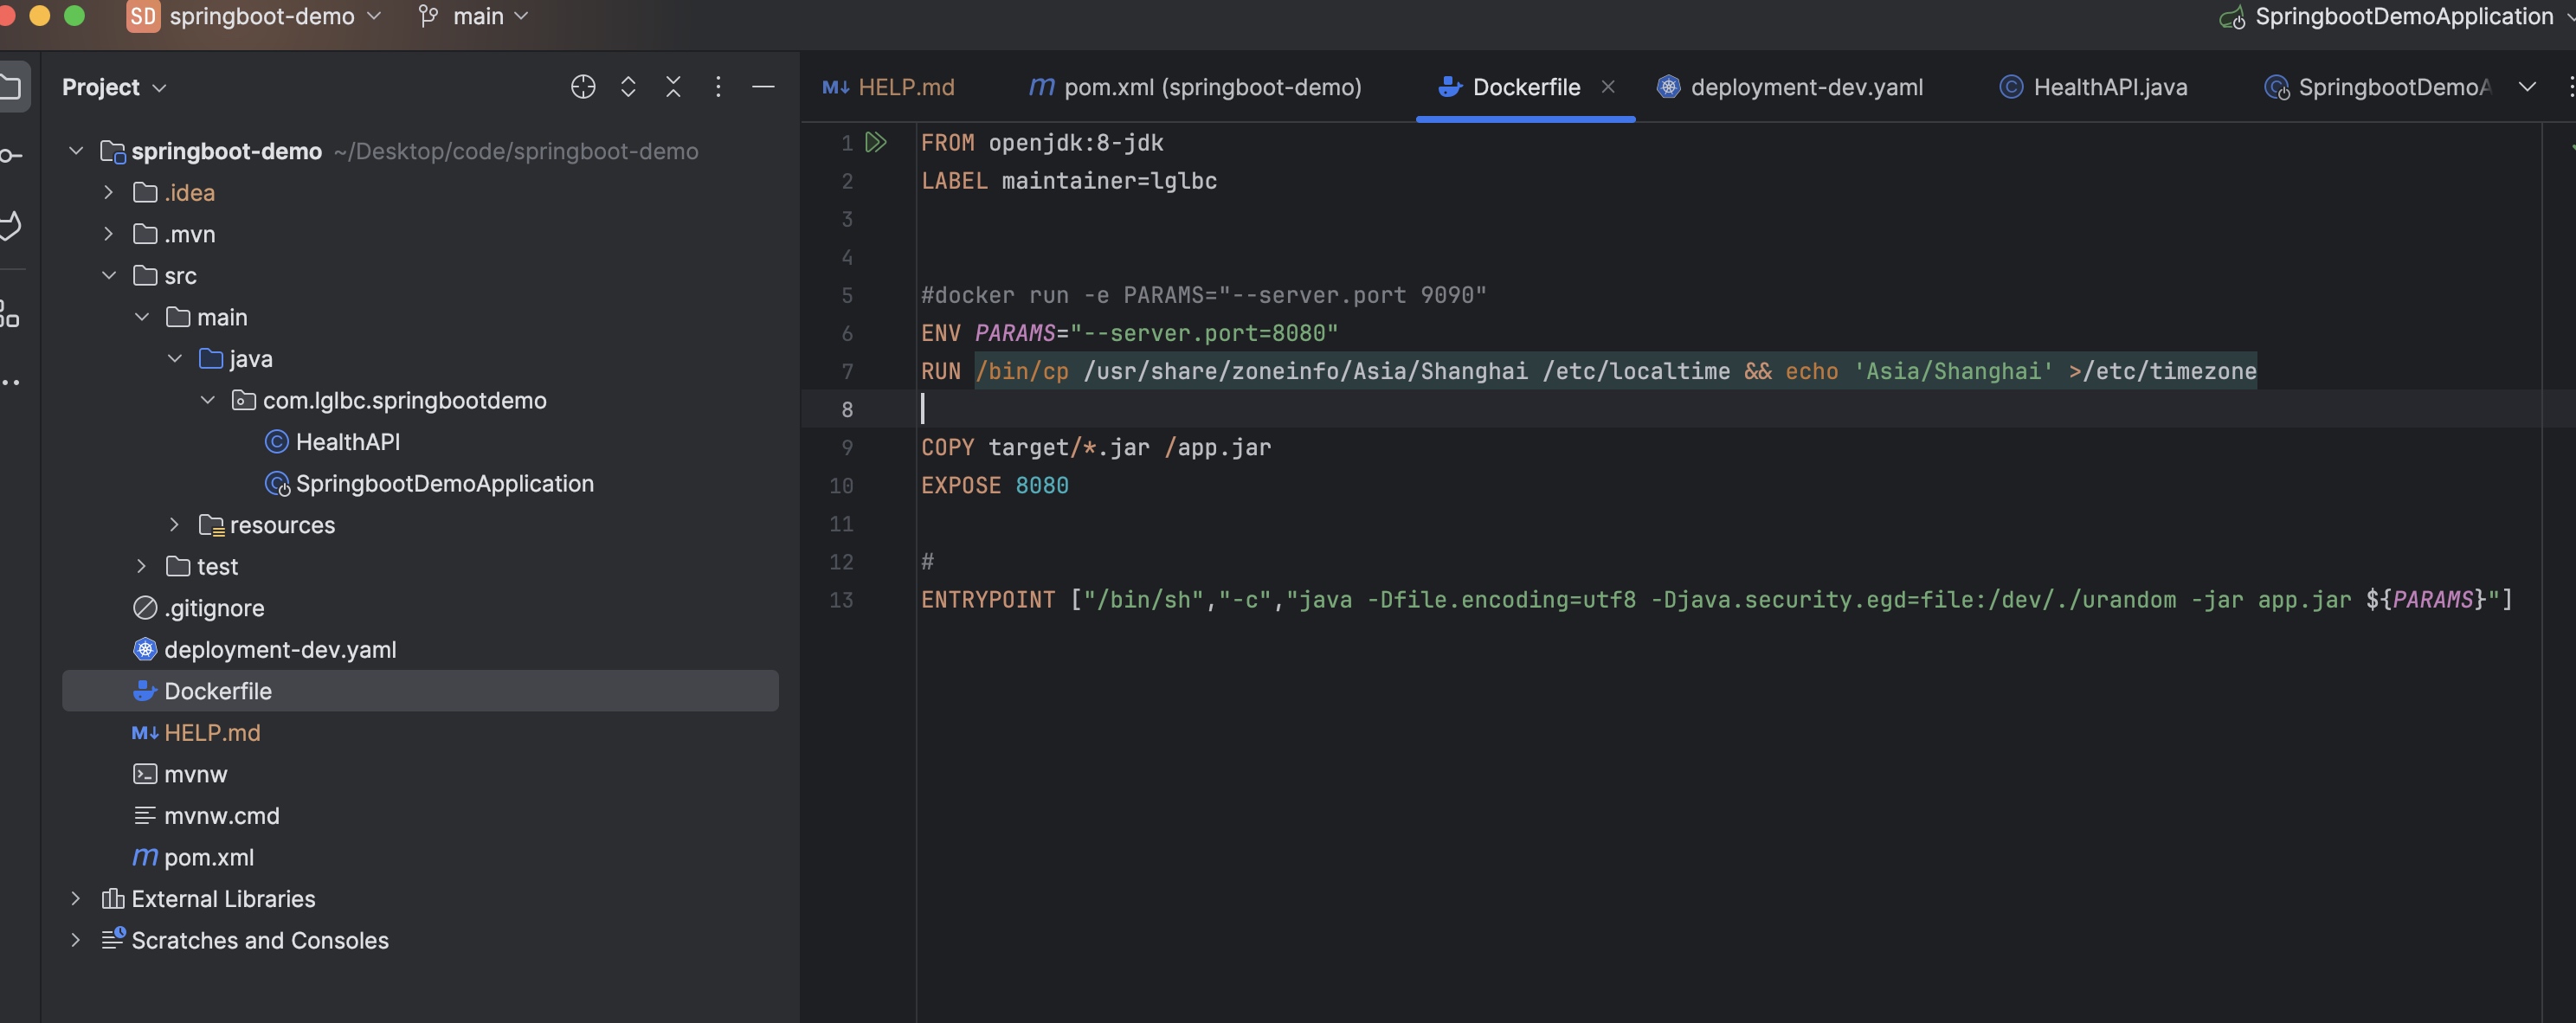 SD springboot-demo main SpringbootDemoApplication
Project
springboot-demo ~/Desktop/code/springboot-demo
.idea
.mvn
src
main
java
com.lglbc.springbootdemo
HealthAPI
SpringbootDemoApplication
resources
test
.gitignore
deployment-dev.yaml
Dockerfile
M↓ HELP.md
mvnw
mvnw.cmd
m pom.xml
External Libraries
Scratches and Consoles
M↓ HELP.md m pom.xml (springboot-demo) Dockerfile deployment-dev.yaml HealthAPI.java SpringbootDemoA
1 FROM openjdk:8-jdk
2 LABEL maintainer=lglbc
3
4
5 #docker run -e PARAMS="--server.port 9090"
6 ENV PARAMS="--server.port=8080"
7 RUN /bin/cp /usr/share/zoneinfo/Asia/Shanghai /etc/localtime && echo 'Asia/Shanghai' >/etc/timezone
8
9 COPY target/*.jar /app.jar
10 EXPOSE 8080
11
12 #
13 ENTRYPOINT ["/bin/sh","-c","java -Dfile.encoding=utf8 -Djava.security.egd=file:/dev/./urandom -jar app.jar ${PARAMS}"]